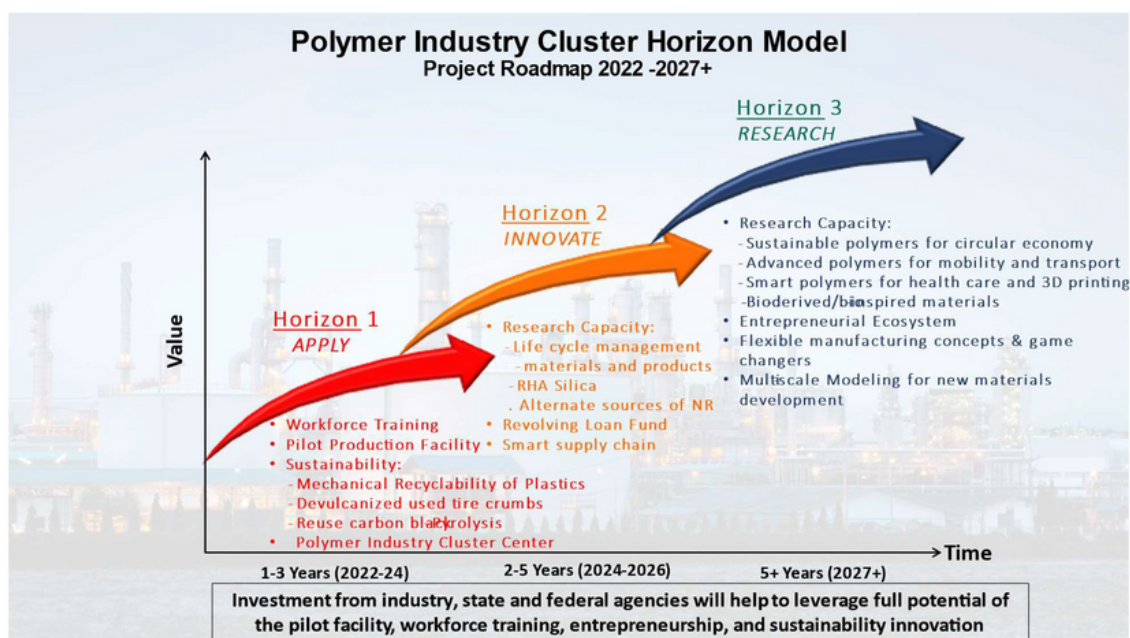 Polymer Industry Cluster Horizon Model
Project Roadmap 2022 -2027+
Value
Horizon 1
APPLY
• Workforce Training
• Pilot Production Facility
• Sustainability:
- Mechanical Recyclability of Plastics
- Devulcanized used tire crumbs
- Reuse carbon black-Pyrolysis
• Polymer Industry Cluster Center
Horizon 2
INNOVATE
• Research Capacity:
- Life cycle management
- materials and products
- RHA Silica
. Alternate sources of NR
• Revolving Loan Fund
• Smart supply chain
Horizon 3
RESEARCH
• Research Capacity:
- Sustainable polymers for circular economy
- Advanced polymers for mobility and transport
- Smart polymers for health care and 3D printing
- Bioderived/bioinspired materials
• Entrepreneurial Ecosystem
• Flexible manufacturing concepts & game
changers
• Multiscale Modeling for new materials
development
Time
1-3 Years (2022-24)
2-5 Years (2024-2026)
5+ Years (2027+)
Investment from industry, state and federal agencies will help to leverage full potential of
the pilot facility, workforce training, entrepreneurship, and sustainability innovation